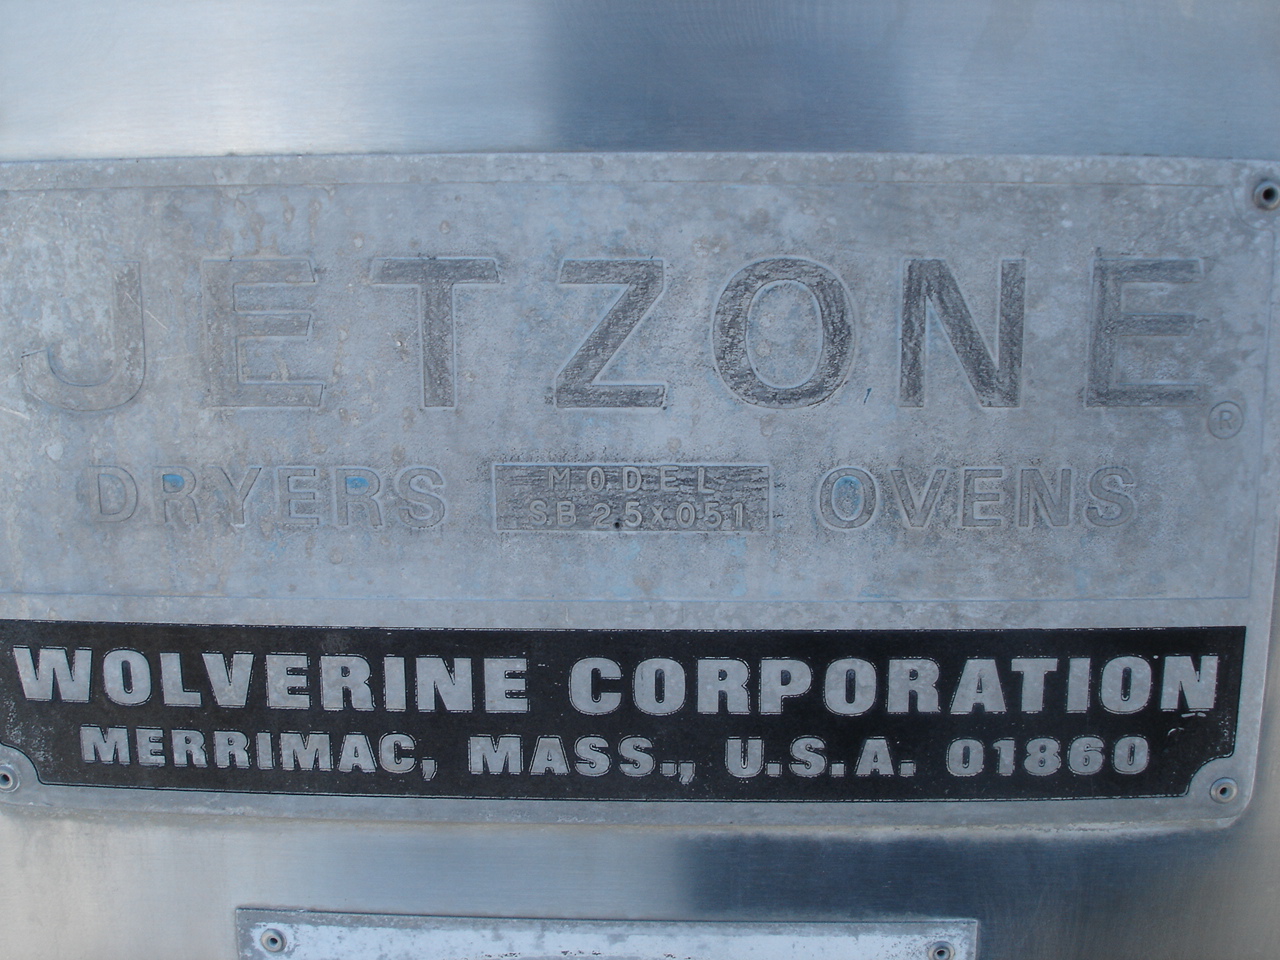 JETZONE®
DRYERS MODEL OVENS
SB 25x051
WOLVERINE CORPORATION
MERRIMAC, MASS., U.S.A. 01860